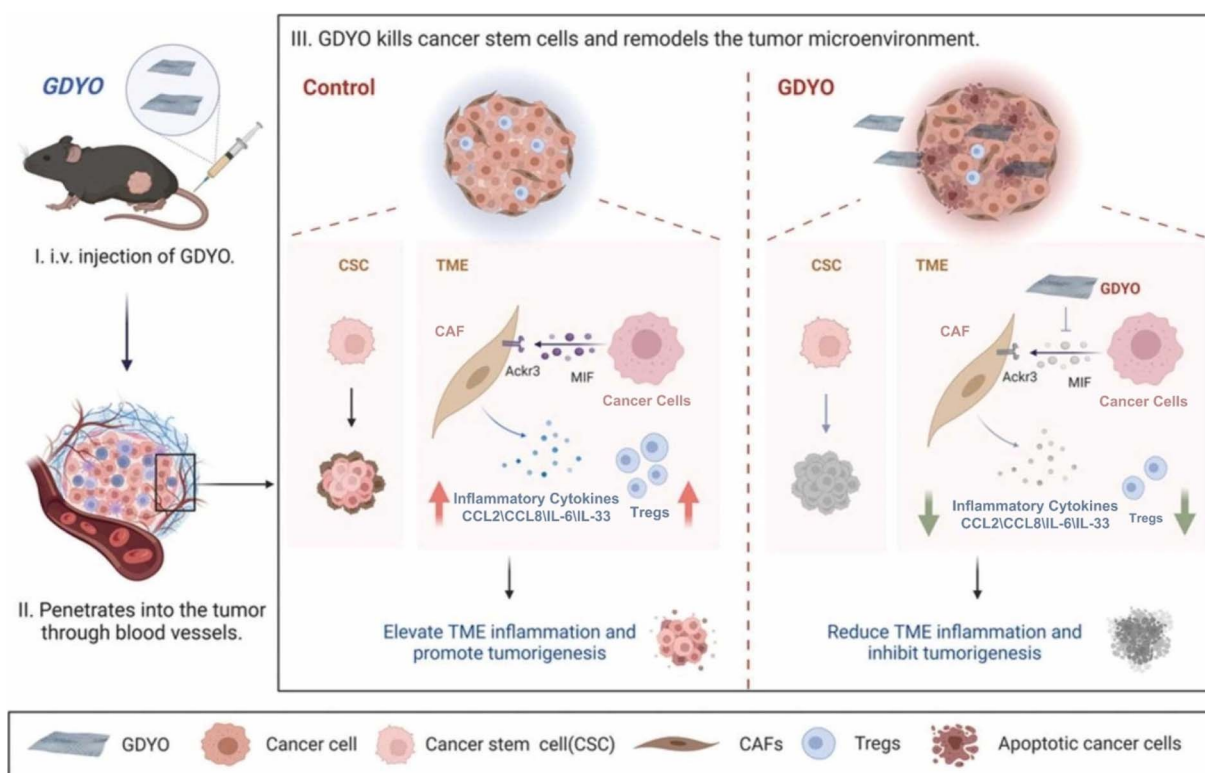 III. GDYO kills cancer stem cells and remodels the tumor microenvironment.
GDYO
I. i.v. injection of GDYO.
II. Penetrates into the tumor
through blood vessels.
Control
CSC
TME
CAF
Ackr3
MIF
Cancer Cells
Inflammatory Cytokines
CCL2\CCL8\IL-6\IL-33
Tregs
Elevate TME inflammation and
promote tumorigenesis
GDYO
CSC
TME
GDYO
CAF
Ackr3
MIF
Cancer Cells
Inflammatory Cytokines
CCL2\CCL8\IL-6\IL-33
Tregs
Reduce TME inflammation and
inhibit tumorigenesis
GDYO
Cancer cell
Cancer stem cell(CSC)
CAFs
Tregs
Apoptotic cancer cells